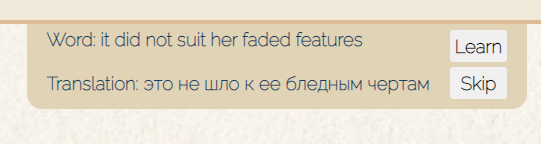 Word: it did not suit her faded features
Learn
Translation: это не шло к ее бледным чертам
Skip